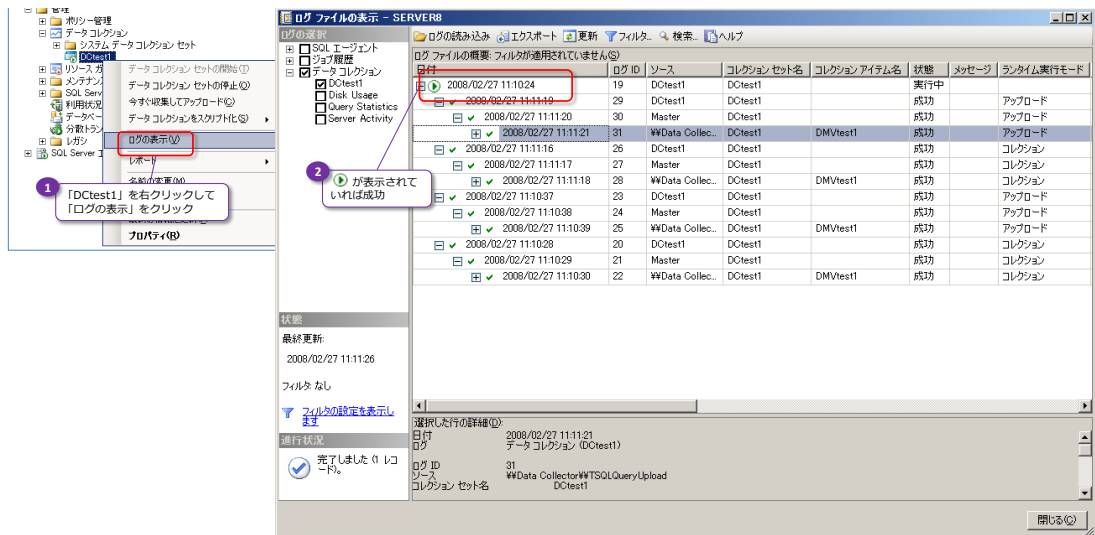 管理
ポリシー管理
データ コレクション
システム データ コレクション セット
DCtest1
リソース ガ
メンテナン
SQL Serv
利用状況
データベー
分散トラン
レガシ
SQL Server エ
データ コレクション セットの開始(T)
データ コレクション セットの停止(O)
今すぐ収集してアップロード(C)
データ コレクションをスクリプト化(S)
ログの表示(V)
レポート
名前の変更(M)
プロパティ(R)
1
「DCtest1」を右クリックして
「ログの表示」をクリック
ログ ファイルの表示 - SERVER8
ログの選択
SQL エージェント
ジョブ履歴
データ コレクション
DCtest1
Disk Usage
Query Statistics
Server Activity
ログの読み込み エクスポート 更新 フィルタ... 検索... ヘルプ
ログ ファイルの概要: フィルタが適用されていません(S)
日付 ログ ID ソース コレクション セット名 コレクション アイテム名 状態 メッセージ ランタイム実行モード
2008/02/27 11:10:24 19 DCtest1 DCtest1 実行中
2008/02/27 11:11:19 29 DCtest1 DCtest1 成功 アップロード
2008/02/27 11:11:20 30 Master DCtest1 成功 アップロード
2008/02/27 11:11:21 31 ¥¥Data Collec... DCtest1 DMVtest1 成功 アップロード
2008/02/27 11:11:16 26 DCtest1 DCtest1 成功 コレクション
2008/02/27 11:11:17 27 Master DCtest1 成功 コレクション
2008/02/27 11:11:18 28 ¥¥Data Collec... DCtest1 DMVtest1 成功 コレクション
2008/02/27 11:10:37 23 DCtest1 DCtest1 成功 アップロード
2008/02/27 11:10:38 24 Master DCtest1 成功 アップロード
2008/02/27 11:10:39 25 ¥¥Data Collec... DCtest1 DMVtest1 成功 アップロード
2008/02/27 11:10:28 20 DCtest1 DCtest1 成功 コレクション
2008/02/27 11:10:29 21 Master DCtest1 成功 コレクション
2008/02/27 11:10:30 22 ¥¥Data Collec... DCtest1 DMVtest1 成功 コレクション
2
が表示されて
いれば成功
状態
最終更新:
2008/02/27 11:11:26
フィルタ: なし
フィルタの設定を表示し
ます
進行状況
完了しました (1 レコ
ード)。
選択した行の詳細(D):
日付 2008/02/27 11:11:21
ログ データ コレクション (DCtest1)
ログ ID 31
ソース ¥¥Data Collector¥¥TSQLQueryUpload
コレクション セット名 DCtest1
閉じる(C)